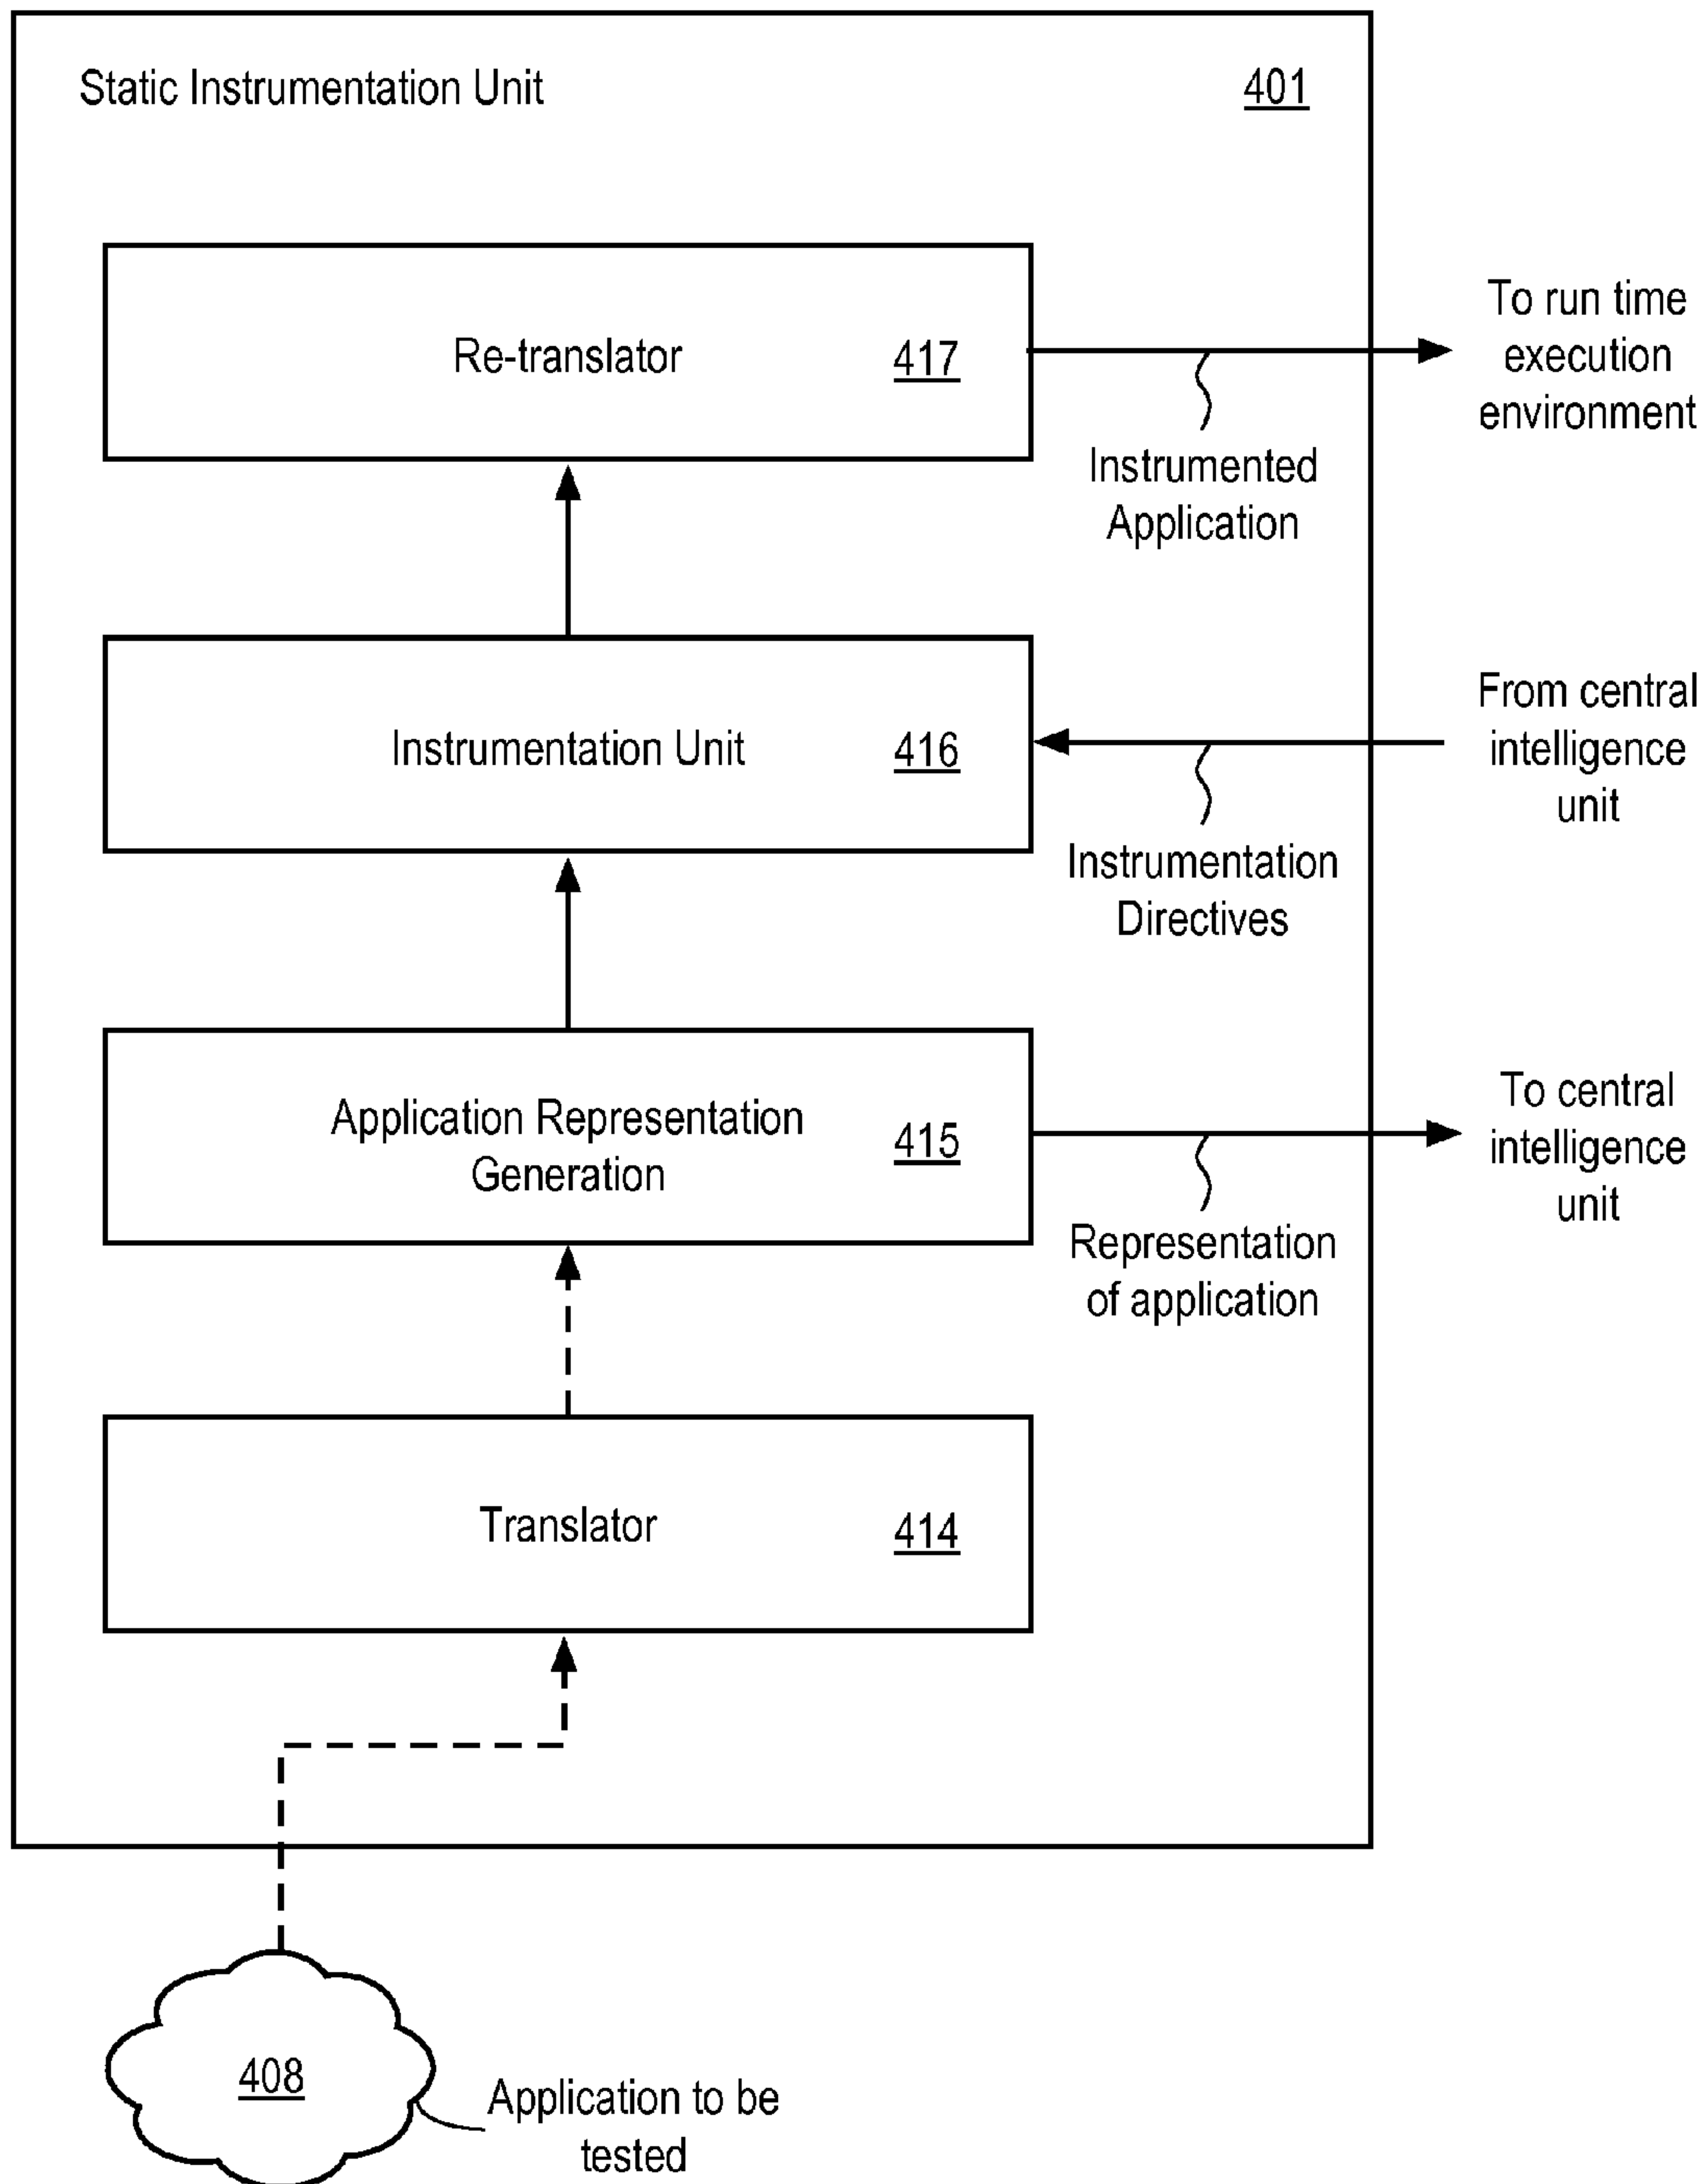 Static Instrumentation Unit 401
Re-translator 417
To run time
execution
environment
Instrumented
Application
Instrumentation Unit 416
From central
intelligence
unit
Instrumentation
Directives
Application Representation
Generation
415
To central
intelligence
unit
Representation
of application
Translator 414
408
Application to be
tested